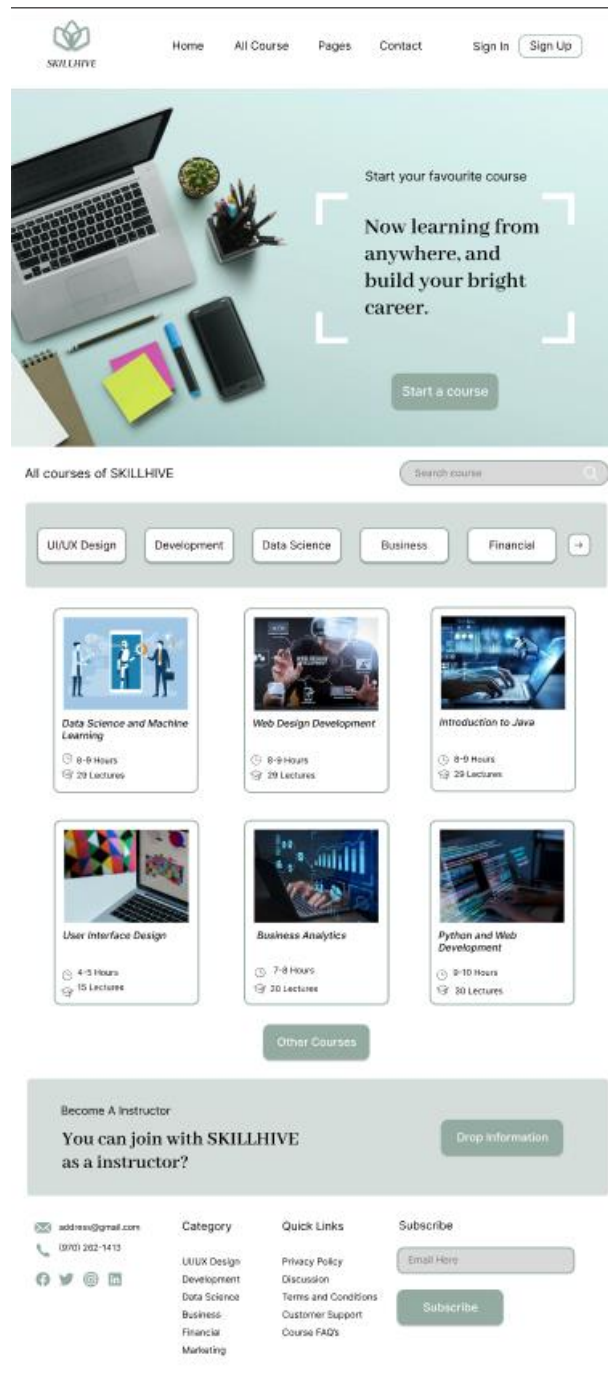 SKILLHIVE
Home All Course Pages Contact Sign In Sign Up
Start your favourite course
Now learning from
anywhere, and
build your bright
career.
Start a course
All courses of SKILLHIVE
Search course
UI/UX Design Development Data Science Business Financial →
Data Science and Machine
Learning
8-9 Hours
29 Lectures
Web Design Development
8-9 Hours
29 Lectures
Introduction to Java
8-9 Hours
29 Lectures
User Interface Design
4-5 Hours
15 Lectures
Business Analytics
7-8 Hours
20 Lectures
Python and Web
Development
9-10 Hours
30 Lectures
Other Courses
Become A Instructor
You can join with SKILLHIVE
as a instructor?
Drop Information
address@gmail.com
(970) 262-1413
Category
UI/UX Design
Development
Data Science
Business
Financial
Marketing
Quick Links
Privacy Policy
Discussion
Terms and Conditions
Customer Support
Course FAQ's
Subscribe
Email Here
Subscribe